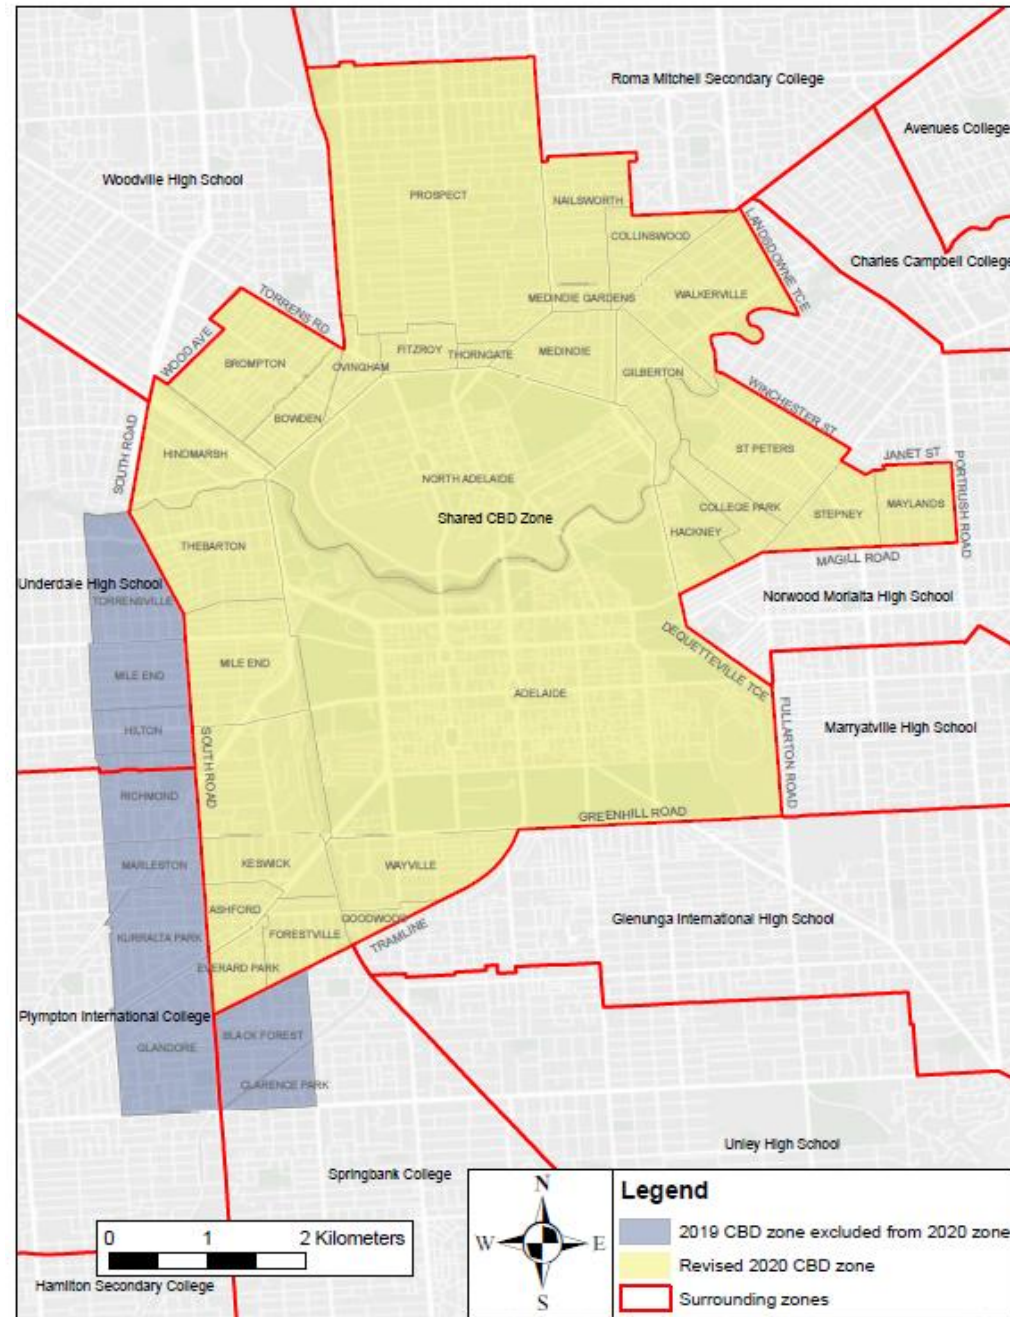 Roma Mitchell Secondary College
Avenues College
Woodville High School
PROSPECT
NAILSWORTH
COLLINSWOOD
LANDSDOWNE TCE
Charles Campbell College
TORRENS RD
MEDINDIE GARDENS
WALKERVILLE
WOOD AVE
BROMPTON
OVINGHAM
FITZROY
THORNGATE
MEDINDIE
GILBERTON
WINCHESTER ST
BOWDEN
SOUTH ROAD
HINDMARSH
NORTH ADELAIDE
ST PETERS
JANET ST
PORTRUSH ROAD
Shared CBD Zone
COLLEGE PARK
STEPNEY
MAYLANDS
HACKNEY
THEBARTON
MAGILL ROAD
Underdale High School
TORRENSVILLE
Norwood Morialta High School
DEQUETTEVILLE TCE
MILE END
MILE END
ADELAIDE
HILTON
SOUTH ROAD
FULLARTON ROAD
Marryatville High School
RICHMOND
GREENHILL ROAD
MARLESTON
KESWICK
WAYVILLE
ASHFORD
GOODWOOD
Glenunga International High School
KURRALTA PARK
FORESTVILLE
TRAMLINE
EVERARD PARK
Plympton International College
BLACK FOREST
GLANDORE
CLARENCE PARK
Unley High School
Springbank College
Hamilton Secondary College
0 1 2 Kilometers
N
W E
S
Legend
2019 CBD zone excluded from 2020 zone
Revised 2020 CBD zone
Surrounding zones